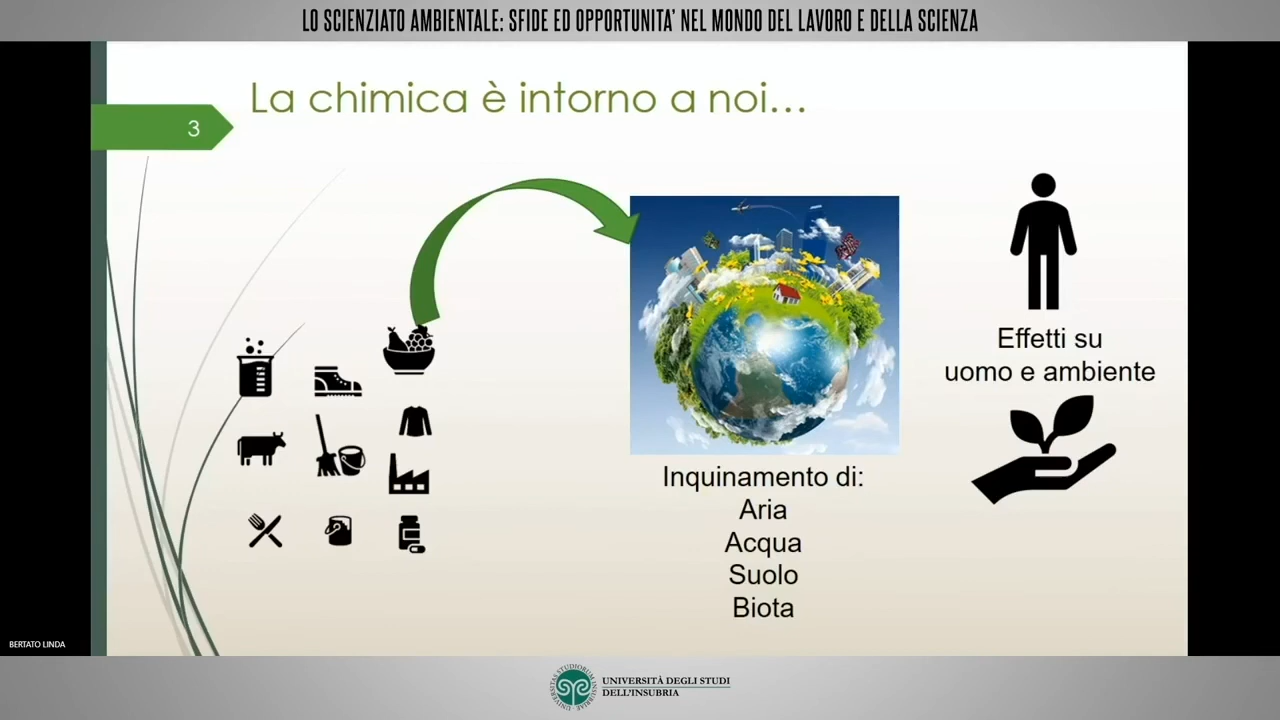 LO SCIENZIATO AMBIENTALE: SFIDE ED OPPORTUNITA' NEL MONDO DEL LAVORO E DELLA SCIENZA
La chimica è intorno a noi...
3
Effetti su
uomo e ambiente
Inquinamento di:
Aria
Acqua
Suolo
Biota
BERTATO LINDA
UNIVERSITÀ DEGLI STUDI
DELL'INSUBRIA